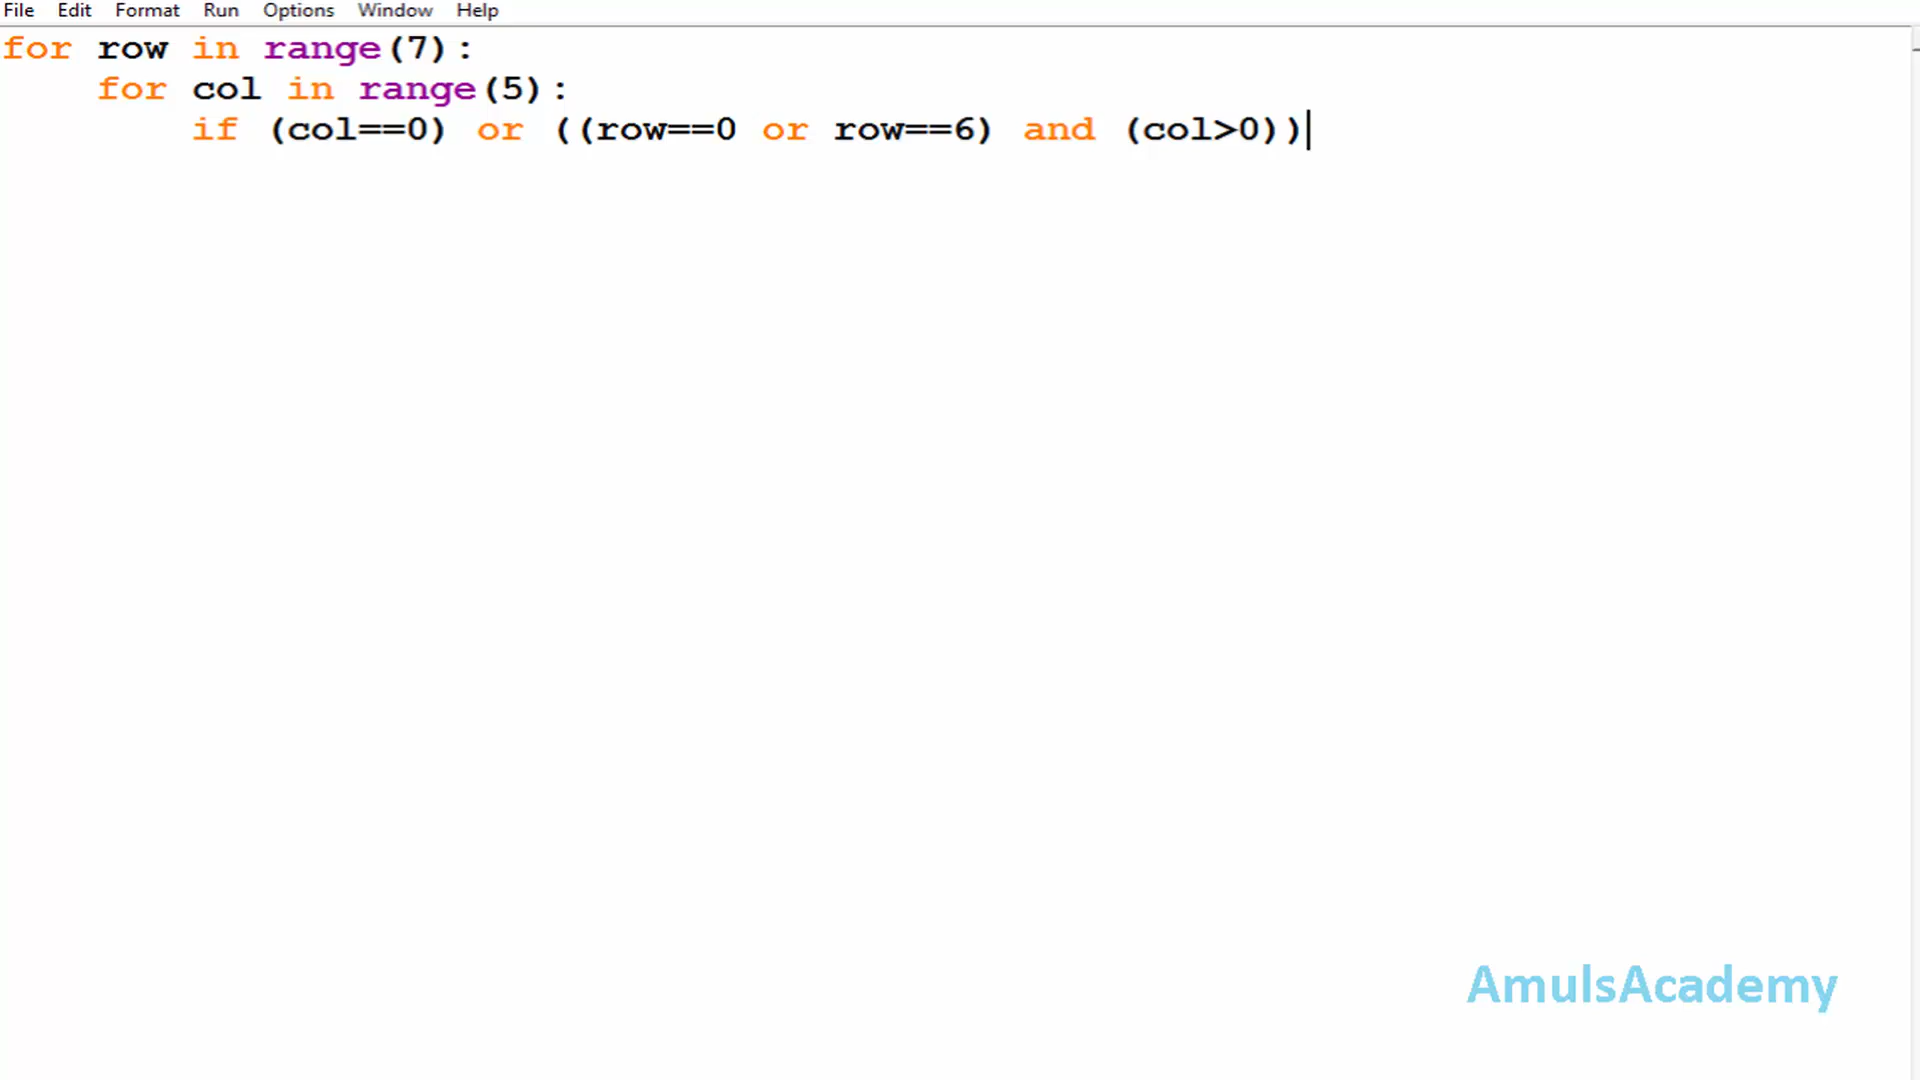 File Edit Format Run Options Window Help
for row in range(7):
    for col in range(5):
        if (col==0) or ((row==0 or row==6) and (col>0))
AmulsAcademy